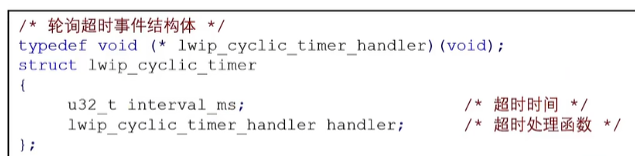 /* 轮询超时事件结构体 */
typedef void (* lwip_cyclic_timer_handler)(void);
struct lwip_cyclic_timer
{
u32_t interval_ms; /* 超时时间 */
lwip_cyclic_timer_handler handler; /* 超时处理函数 */
};